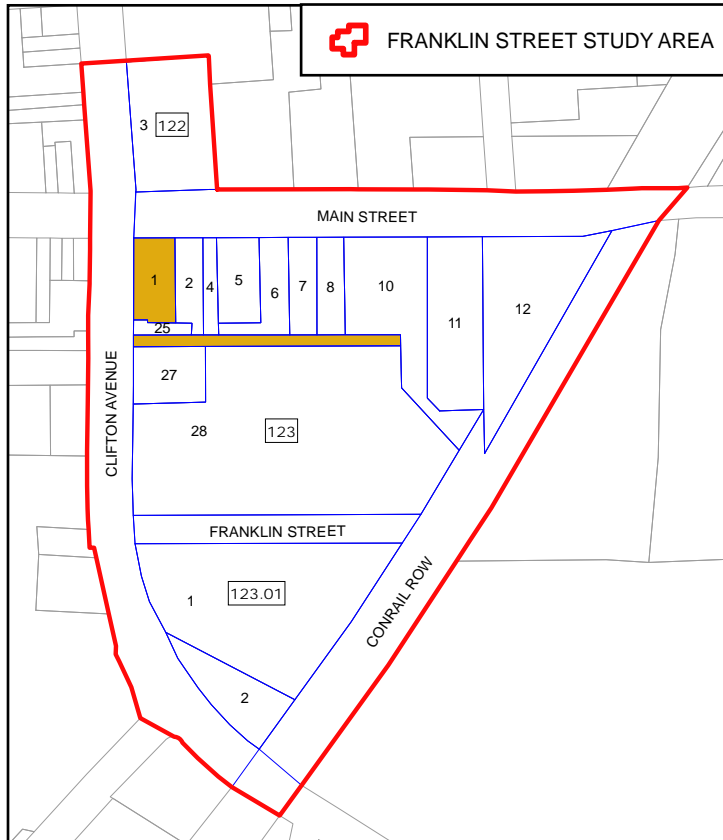 FRANKLIN STREET STUDY AREA
3 122
MAIN STREET
1 2 4 5 6 7 8 10 11 12
25
27
CLIFTON AVENUE
28 123
FRANKLIN STREET
1 123.01
CONRAIL ROW
2